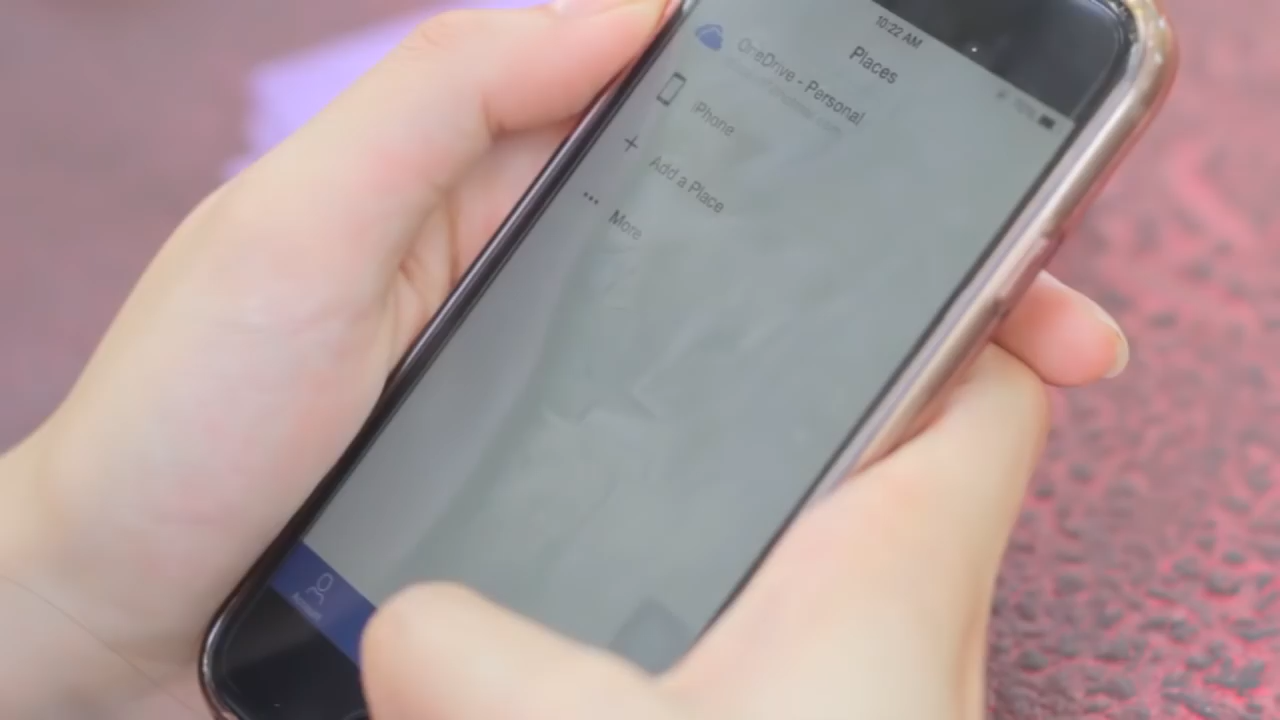 10:22 AM
Places
OneDrive - Personal
iPhone
Add a Place
More